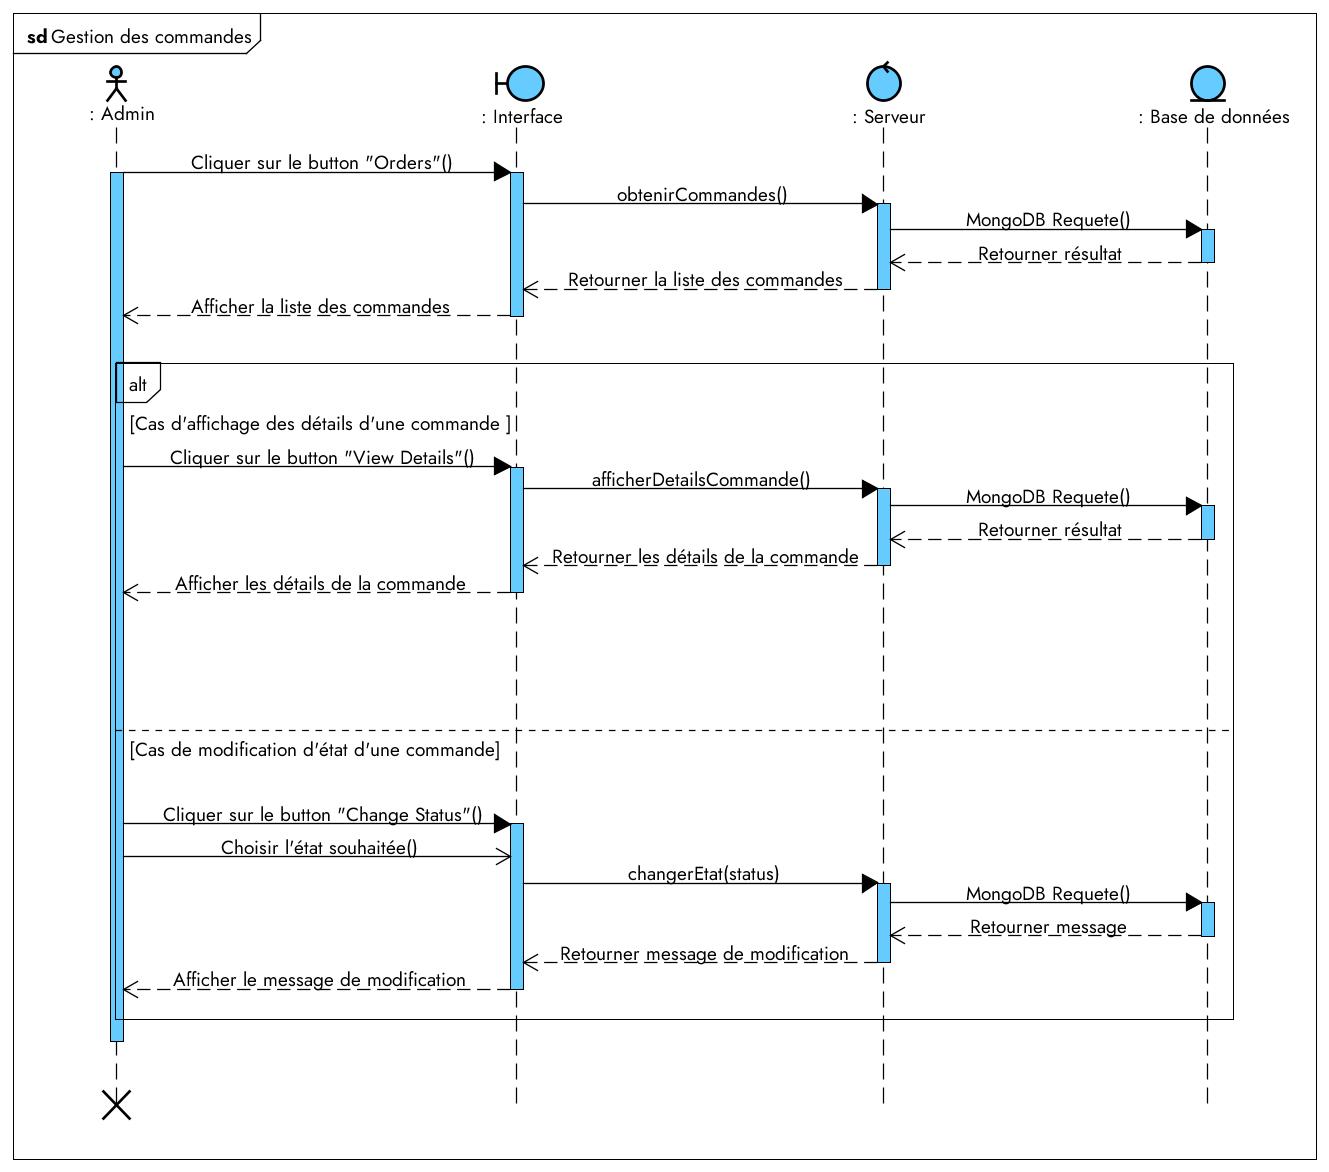 sd Gestion des commandes
: Admin
: Interface
: Serveur
: Base de données
Cliquer sur le button "Orders"()
obtenirCommandes()
MongoDB Requete()
Retourner résultat
Retourner la liste des commandes
Afficher la liste des commandes
alt
[Cas d'affichage des détails d'une commande ]
Cliquer sur le button "View Details"()
afficherDetailsCommande()
MongoDB Requete()
Retourner résultat
Retourner les détails de la commande
Afficher les détails de la commande
[Cas de modification d'état d'une commande]
Cliquer sur le button "Change Status"()
Choisir l'état souhaitée()
changerEtat(status)
MongoDB Requete()
Retourner message
Retourner message de modification
Afficher le message de modification